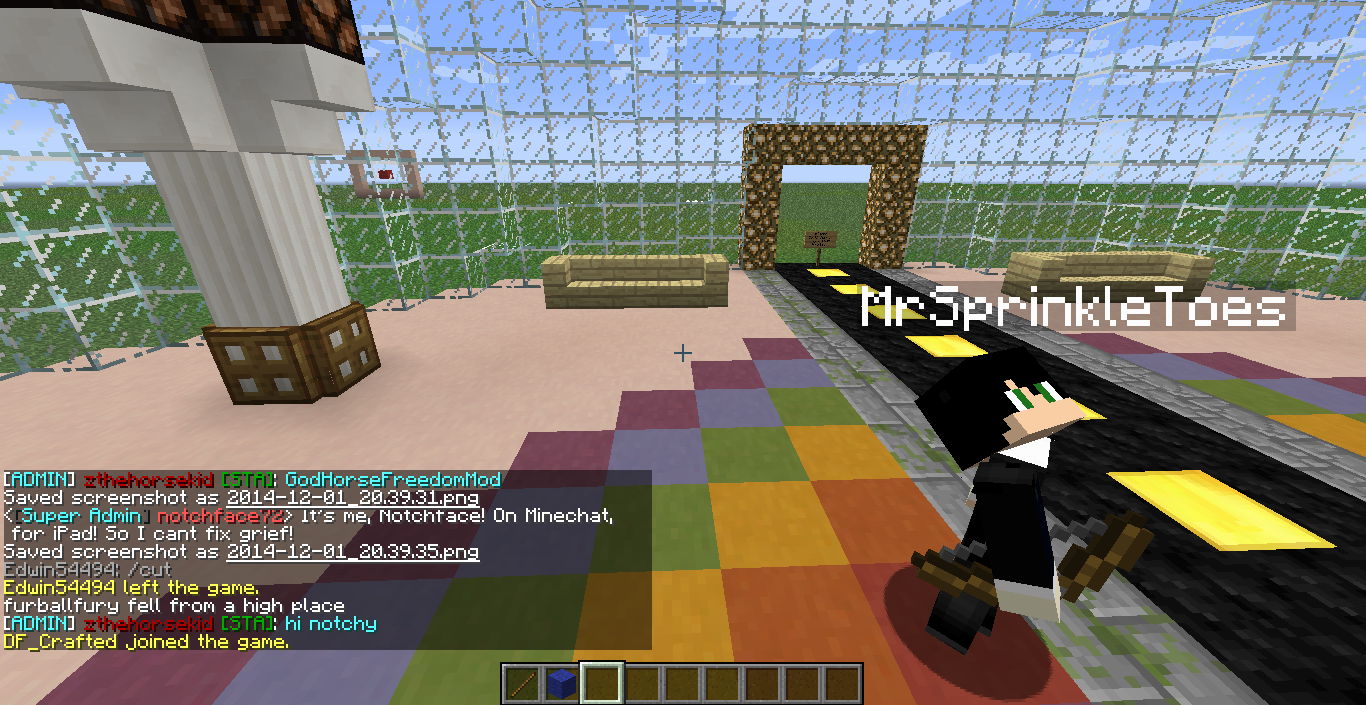 MrSprinkleToes
[ADMIN] zthehorsekid [STA]: GodHorseFreedomMod
Saved screenshot as 2014-12-01_20.39.31.png
<[Super Admin] notchface72> It's me, Notchface! On Minechat,
for iPad! So I cant fix grief!
Saved screenshot as 2014-12-01_20.39.35.png
Edwin54494: /cut
Edwin54494 left the game.
furballfury fell from a high place
[ADMIN] zthehorsekid [STA]: hi notchy
DF_Crafted joined the game.